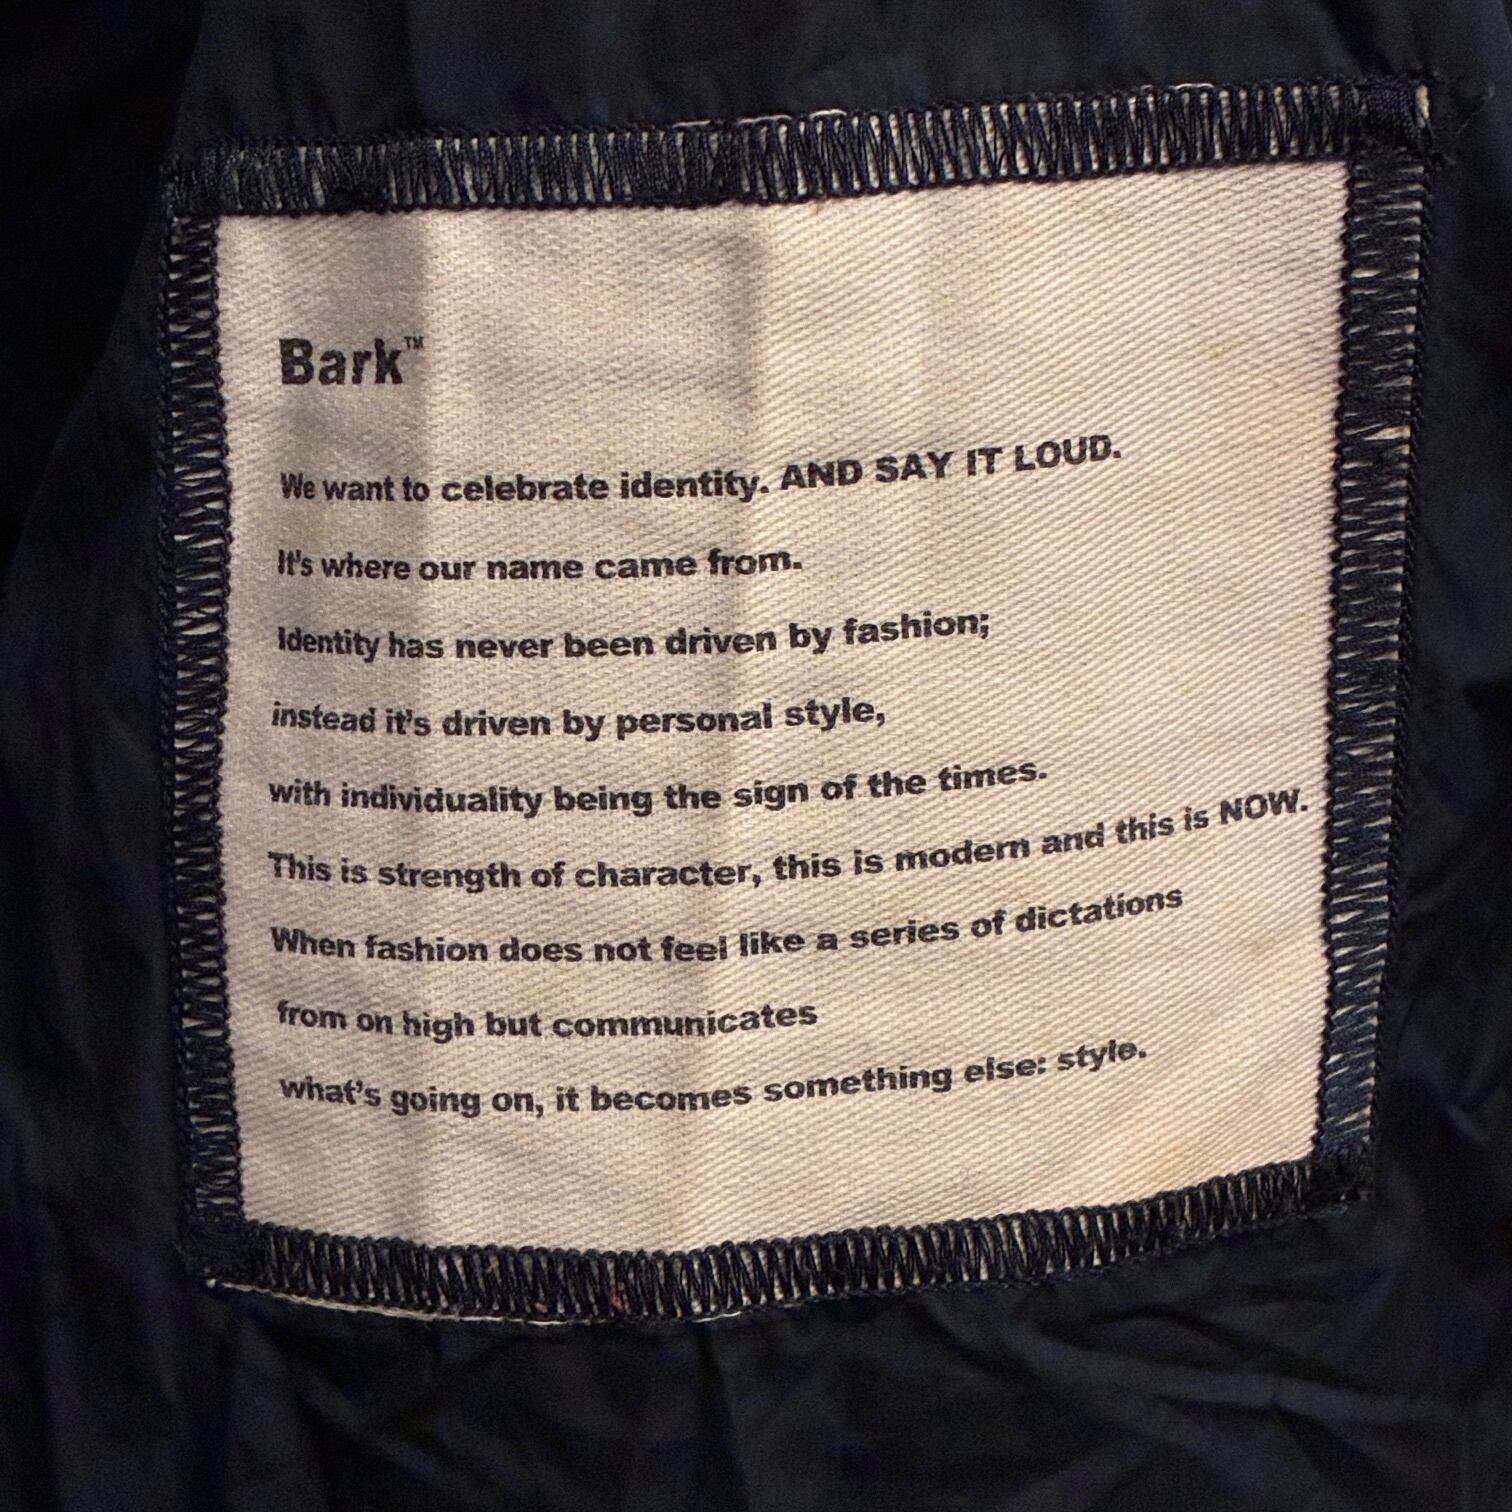 Bark™
We want to celebrate identity. AND SAY IT LOUD.
It's where our name came from.
Identity has never been driven by fashion;
instead it's driven by personal style,
with individuality being the sign of the times.
This is strength of character, this is modern and this is NOW.
When fashion does not feel like a series of dictations
from on high but communicates
what's going on, it becomes something else: style.